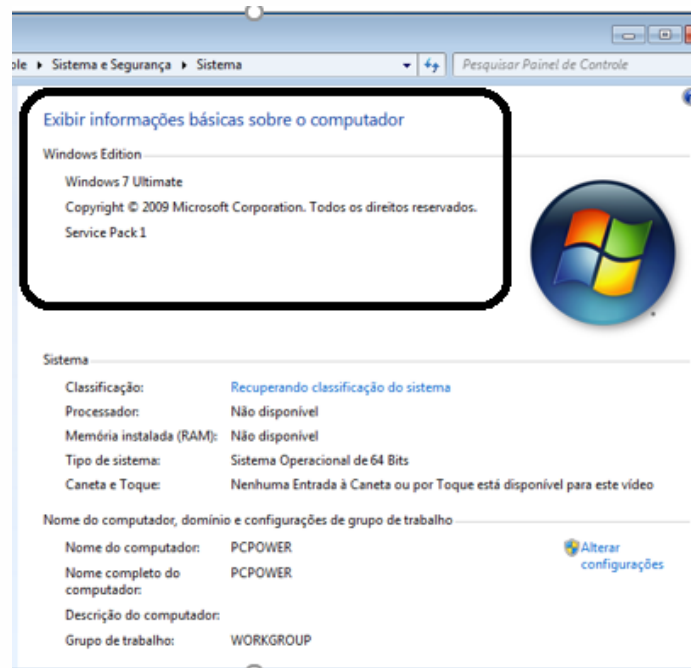 ole ▸ Sistema e Segurança ▸ Sistema
Pesquisar Painel de Controle
Exibir informações básicas sobre o computador
Windows Edition
Windows 7 Ultimate
Copyright © 2009 Microsoft Corporation. Todos os direitos reservados.
Service Pack 1
Sistema
Classificação: Recuperando classificação do sistema
Processador: Não disponível
Memória instalada (RAM): Não disponível
Tipo de sistema: Sistema Operacional de 64 Bits
Caneta e Toque: Nenhuma Entrada à Caneta ou por Toque está disponível para este vídeo
Nome do computador, domínio e configurações de grupo de trabalho
Nome do computador: PCPOWER
Alterar
configurações
Nome completo do PCPOWER
computador:
Descrição do computador:
Grupo de trabalho: WORKGROUP